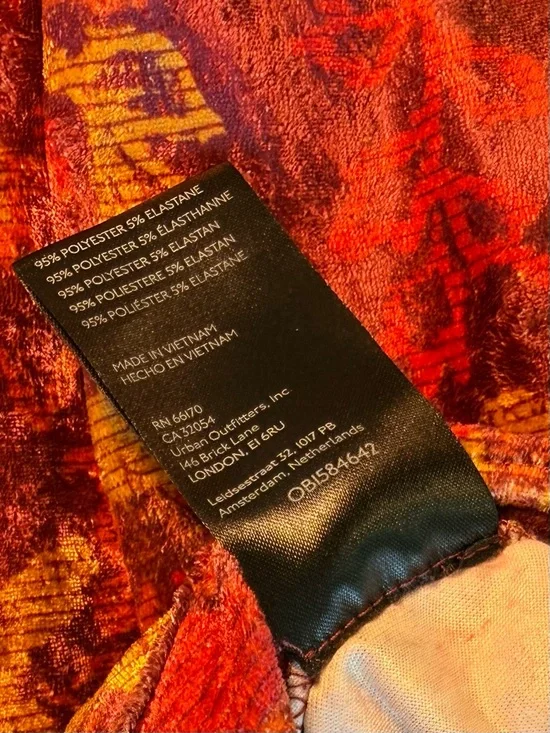 95% POLYESTER 5% ELASTANE
95% POLYESTER 5% ÉLASTHANNE
95% POLYESTER 5% ELASTAN
95% POLIESTERE 5% ELASTAN
95% POLIÉSTER 5% ELASTANE
MADE IN VIETNAM
HECHO EN VIETNAM
RN 66170
CA 32054
Urban Outfitters, Inc
146 Brick Lane
LONDON, E1 6RU
Leidsestraat 32, 1017 PB
Amsterdam, Netherlands
OB1584642